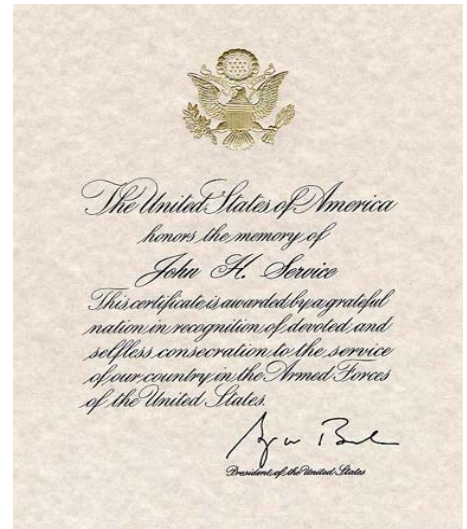 The United States of America
honors the memory of
John H. Service
This certificate is awarded by a grateful
nation in recognition of devoted and
selfless consecration to the service
of our country in the Armed Forces
of the United States.
President of the United States